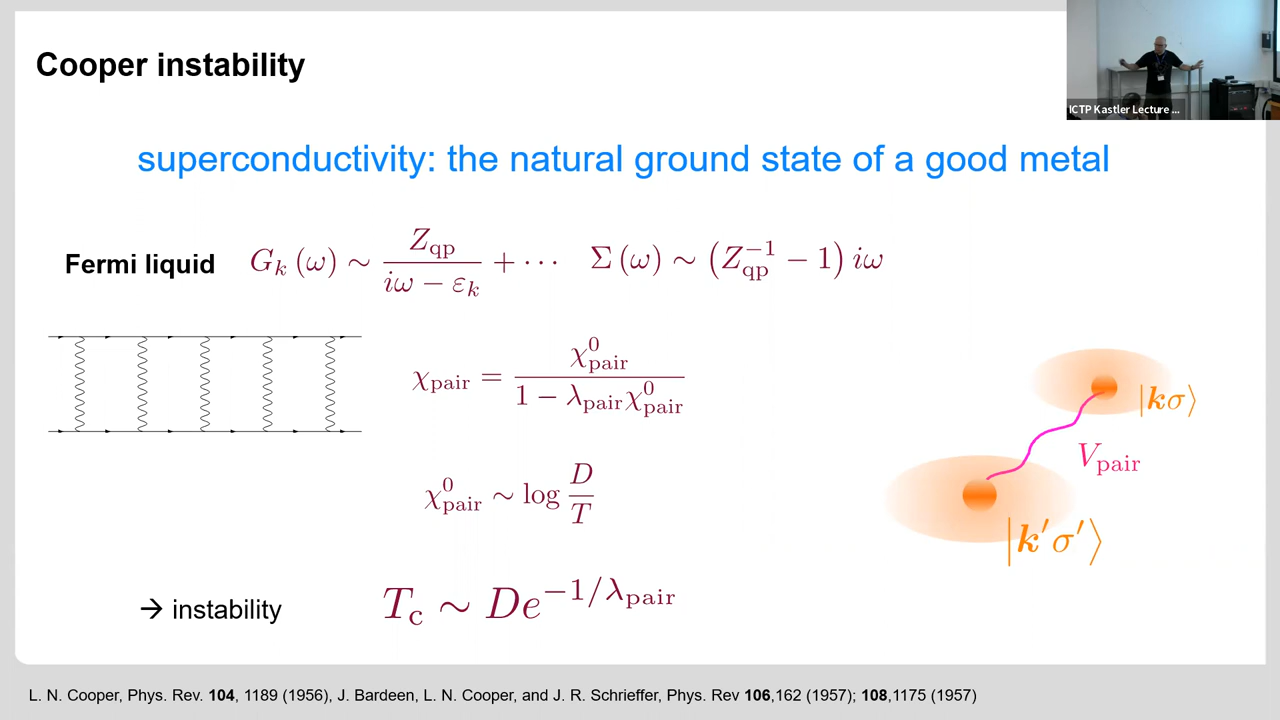 Cooper instability
ICTP Kastler Lecture ...
superconductivity: the natural ground state of a good metal
Fermi liquid G_k (ω) ∼ Z_qp / (iω − ε_k) + ⋯ Σ (ω) ∼ (Z_qp^{−1} − 1) iω
χ_pair = χ^0_pair / (1 − λ_pair χ^0_pair)
|kσ⟩
V_pair
χ^0_pair ∼ log D/T
|k′σ′⟩
→ instability T_c ∼ De^{−1/λ_pair}
L. N. Cooper, Phys. Rev. 104, 1189 (1956), J. Bardeen, L. N. Cooper, and J. R. Schrieffer, Phys. Rev 106,162 (1957); 108,1175 (1957)